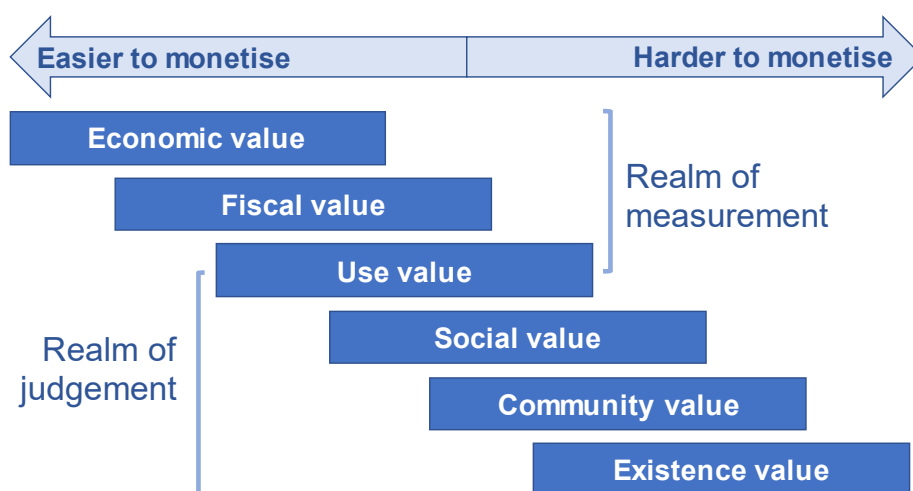 Easier to monetise
Harder to monetise
Economic value
Fiscal value
Realm of
measurement
Use value
Social value
Realm of
judgement
Community value
Existence value